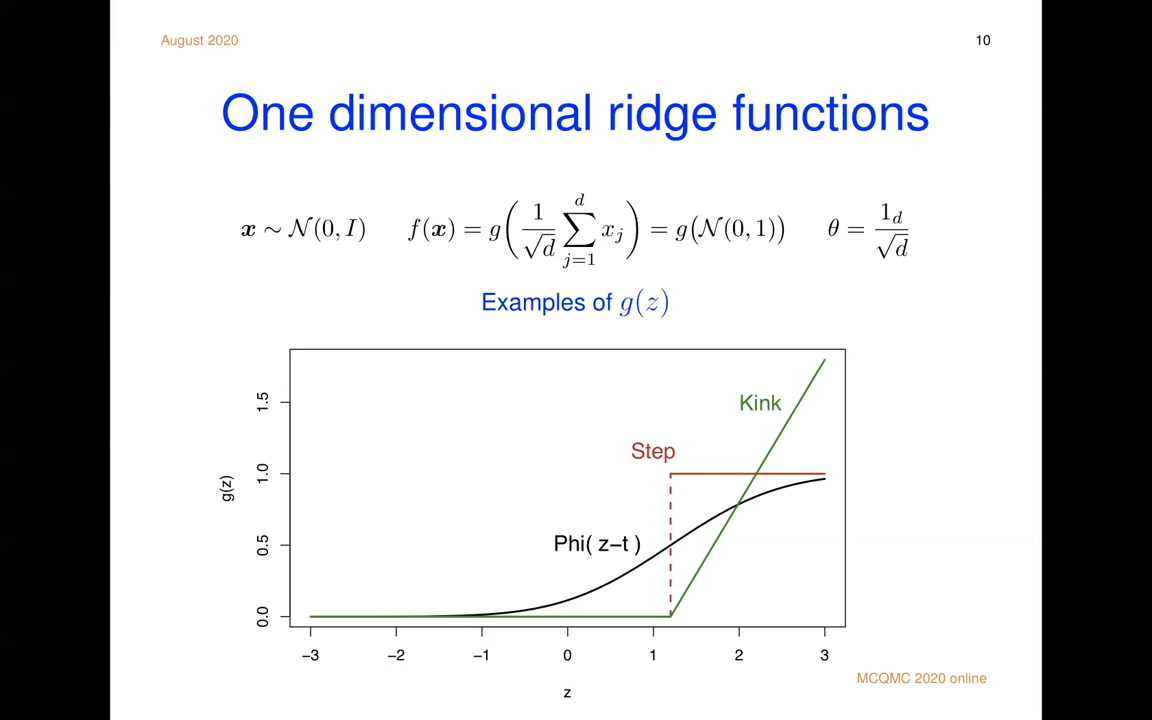 August 2020
10
One dimensional ridge functions
x ∼ N(0, I)  f(x) = g(1/√d ∑_{j=1}^{d} x_j) = g(N(0, 1))  θ = 1_d/√d
Examples of g(z)
Kink
Step
Phi( z−t )
g(z)
0.0 0.5 1.0 1.5
−3 −2 −1 0 1 2 3
z
MCQMC 2020 online